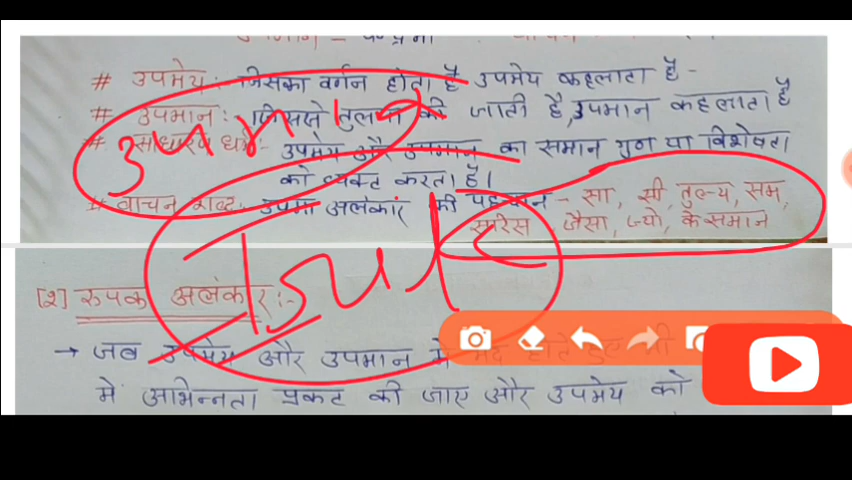 # उपमेय: जिसका वर्णन होता है उपमेय कहलाता है -
# उपमान:- जिससे तुलना की जाती है, उपमान कहलाता है
# साधारण धर्म:- उपमेय और उपमान का समान गुण या विशेषता
को व्यक्त करता है।
# वाचक शब्द: उपमा अलंकार की पहचान - सा, सी, तुल्य, सम,
सरिस, जैसा, ज्यों, के समान
[2] रूपक अलंकार :-
→ जब उपमेय और उपमान में भेद होते हुए भी
में अभिन्नता प्रकट की जाए और उपमेय को